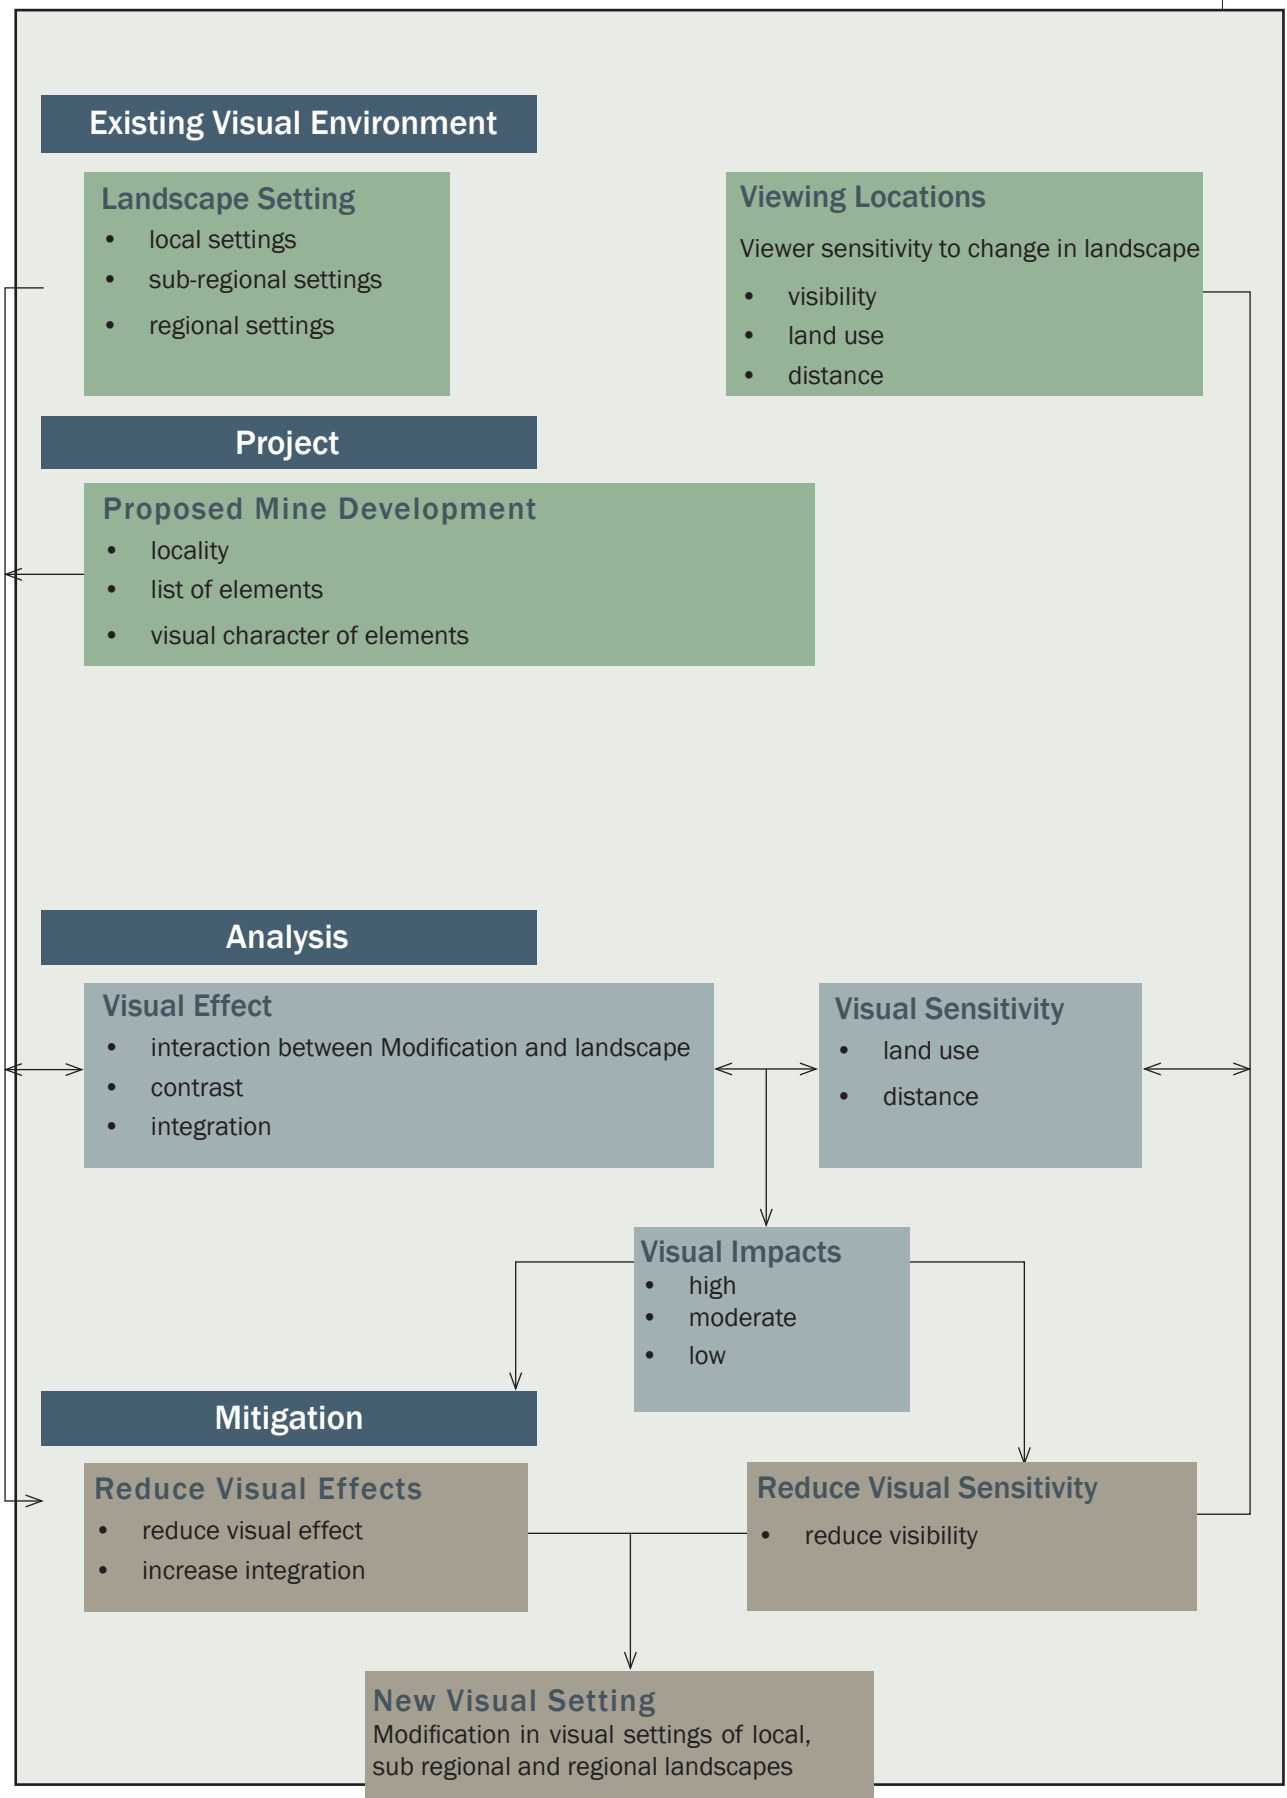 Existing Visual Environment
Landscape Setting
• local settings
• sub-regional settings
• regional settings
Viewing Locations
Viewer sensitivity to change in landscape
• visibility
• land use
• distance
Project
Proposed Mine Development
• locality
• list of elements
• visual character of elements
Analysis
Visual Effect
• interaction between Modification and landscape
• contrast
• integration
Visual Sensitivity
• land use
• distance
Visual Impacts
• high
• moderate
• low
Mitigation
Reduce Visual Effects
• reduce visual effect
• increase integration
Reduce Visual Sensitivity
• reduce visibility
New Visual Setting
Modification in visual settings of local,
sub regional and regional landscapes